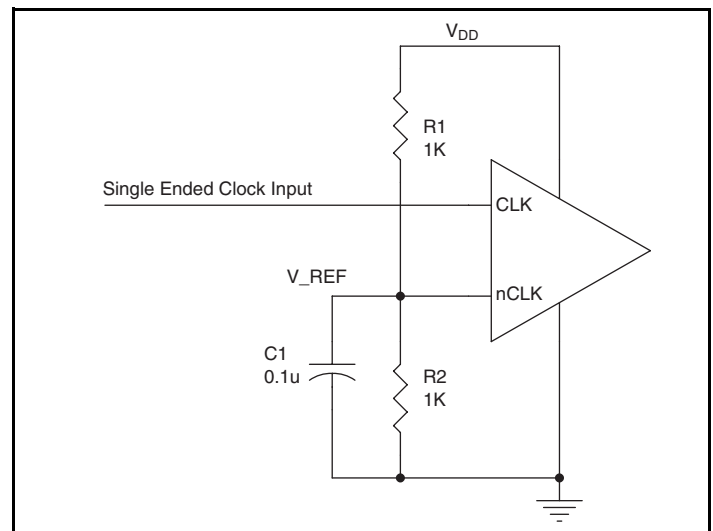 VDD
R1
1K
Single Ended Clock Input
CLK
V_REF
nCLK
C1
0.1u
R2
1K